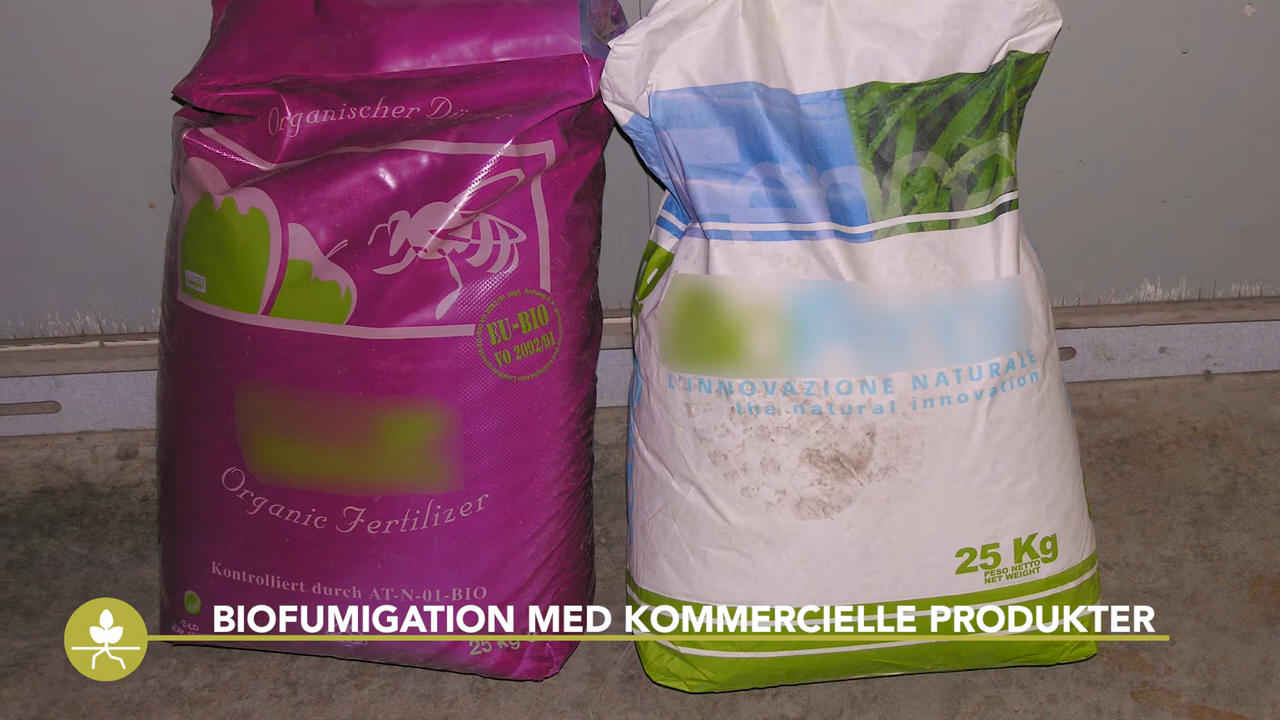 Organischer
EU-BIO
VO 2092/91
Organic Fertilizer
Kontrolliert durch AT-N-01-BIO
25 Kg
L'INNOVAZIONE NATURALE
the natural innovation
25 Kg
PESO NETTO
NET WEIGHT
BIOFUMIGATION MED KOMMERCIELLE PRODUKTER